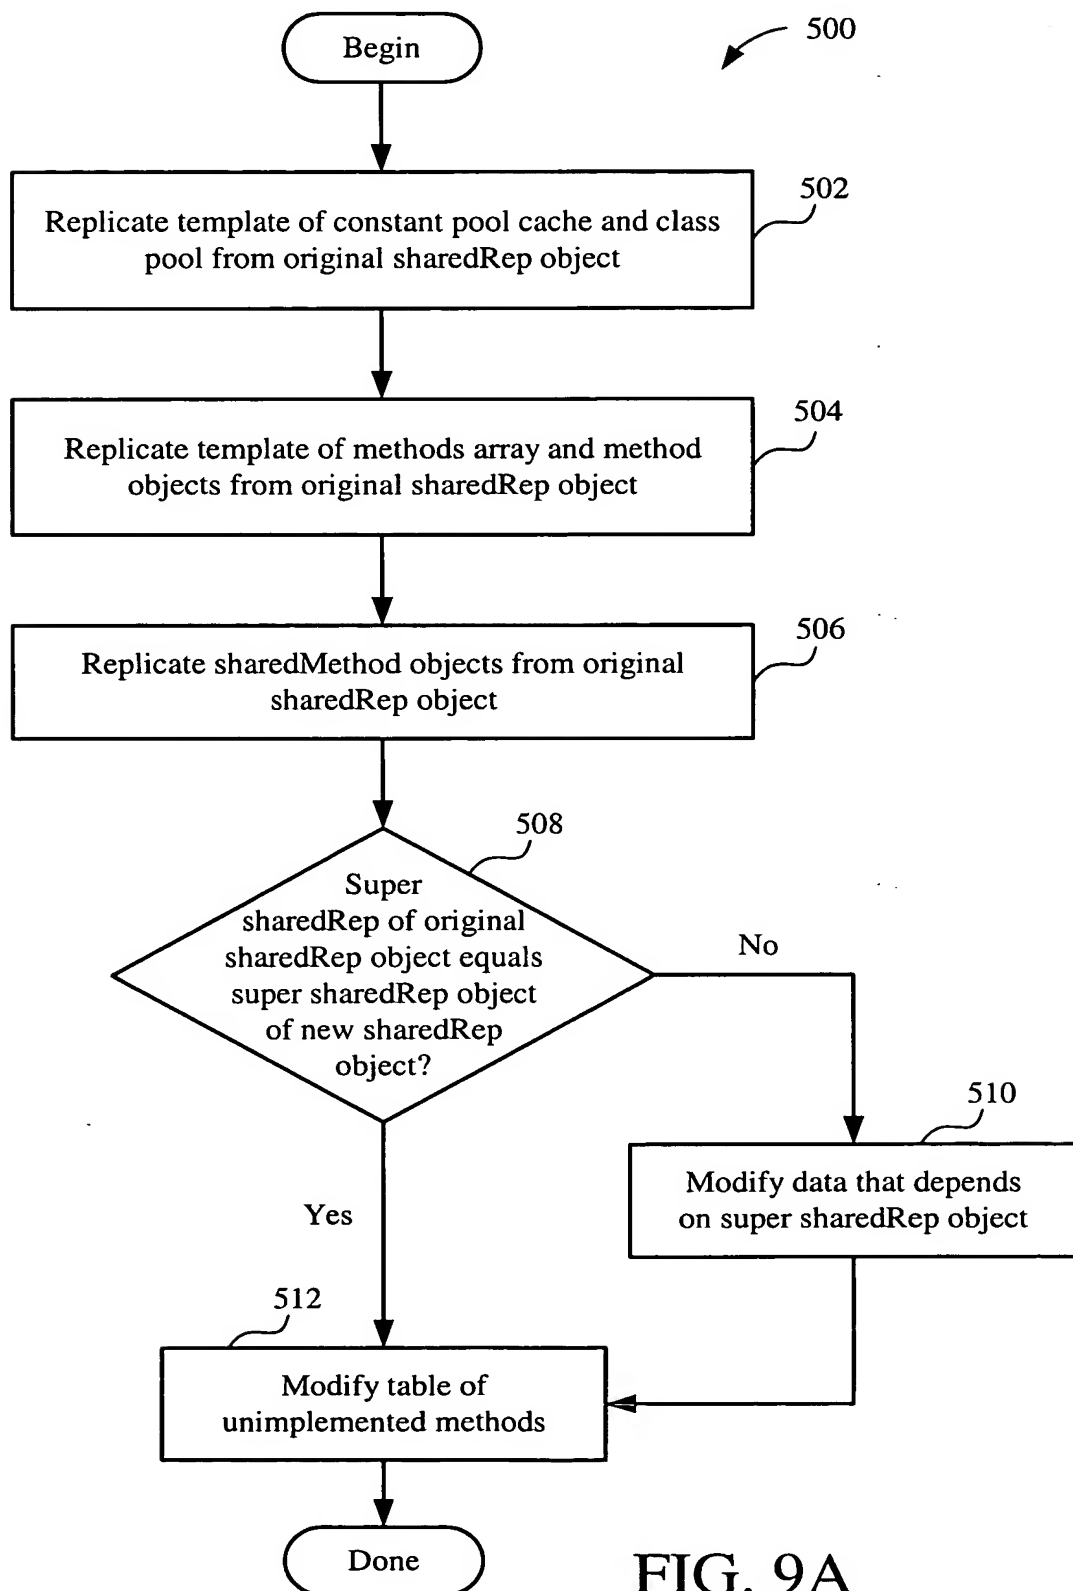 Begin
500
502
Replicate template of constant pool cache and class
pool from original sharedRep object
504
Replicate template of methods array and method
objects from original sharedRep object
506
Replicate sharedMethod objects from original
sharedRep object
508
Super
sharedRep of original
sharedRep object equals
super sharedRep object
of new sharedRep
object?
No
510
Modify data that depends
on super sharedRep object
Yes
512
Modify table of
unimplemented methods
Done
FIG. 9A